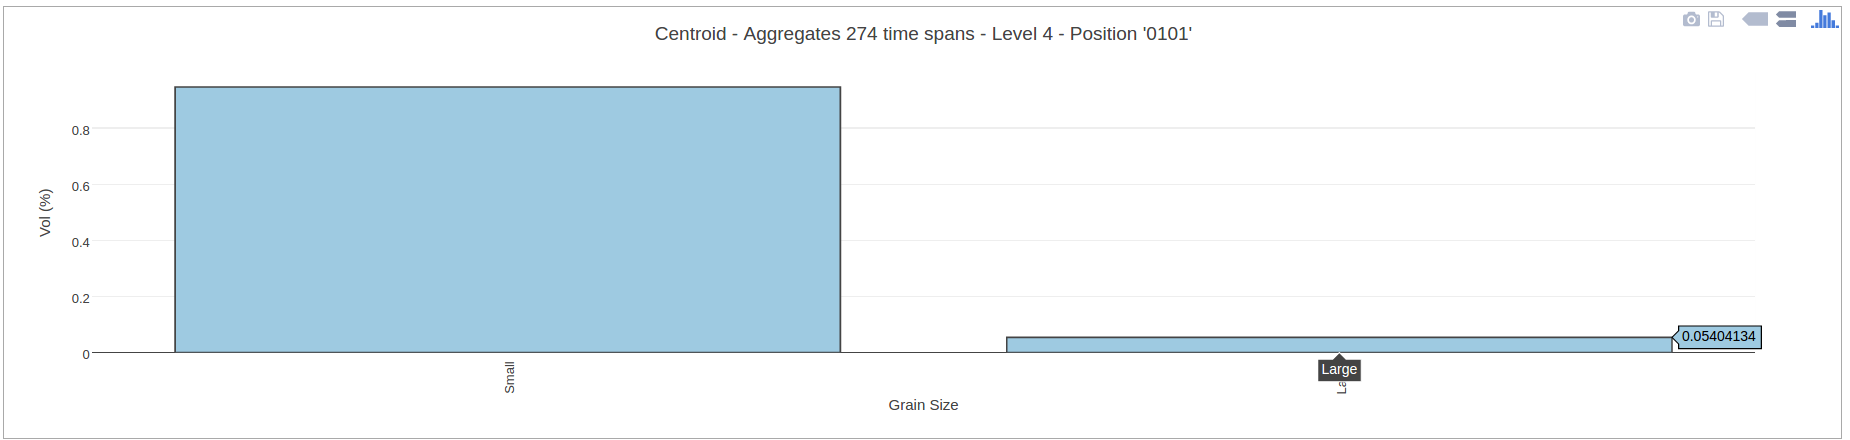 Centroid - Aggregates 274 time spans - Level 4 - Position '0101'
Vol (%)
0.8
0.6
0.4
0.2
0
0.05404134
Small
Large
Grain Size